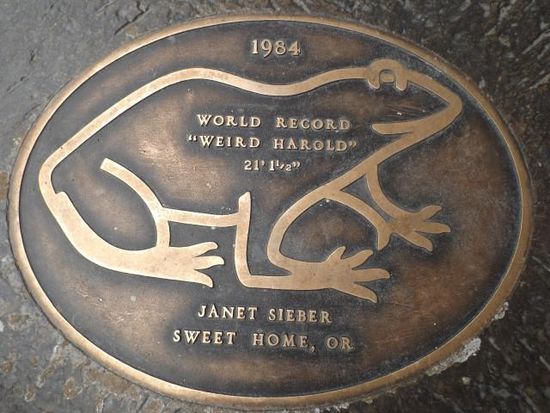 1984
WORLD RECORD
"WEIRD HAROLD"
21' 1½"
JANET SIEBER
SWEET HOME, OR